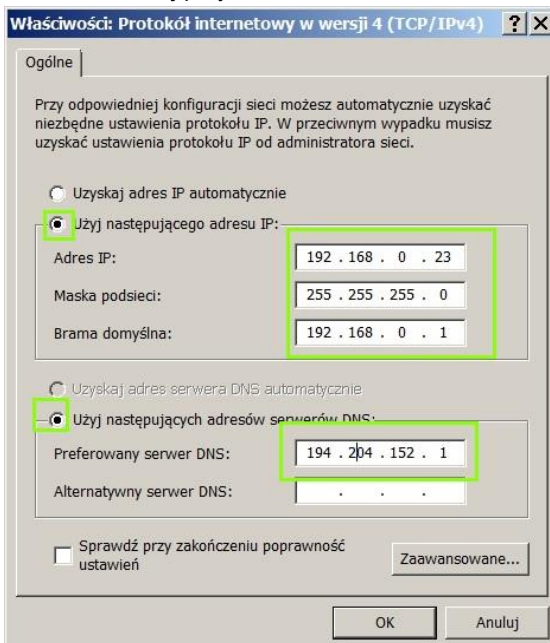 Właściwości: Protokół internetowy w wersji 4 (TCP/IPv4)
Ogólne
Przy odpowiedniej konfiguracji sieci możesz automatycznie uzyskać
niezbędne ustawienia protokołu IP. W przeciwnym wypadku musisz
uzyskać ustawienia protokołu IP od administratora sieci.
Uzyskaj adres IP automatycznie
Użyj następującego adresu IP:
Adres IP: 192 . 168 . 0 . 23
Maska podsieci: 255 . 255 . 255 . 0
Brama domyślna: 192 . 168 . 0 . 1
Uzyskaj adres serwera DNS automatycznie
Użyj następujących adresów serwerów DNS:
Preferowany serwer DNS: 194 . 204 . 152 . 1
Alternatywny serwer DNS: . . .
Sprawdź przy zakończeniu poprawność
ustawień
Zaawansowane...
OK Anuluj